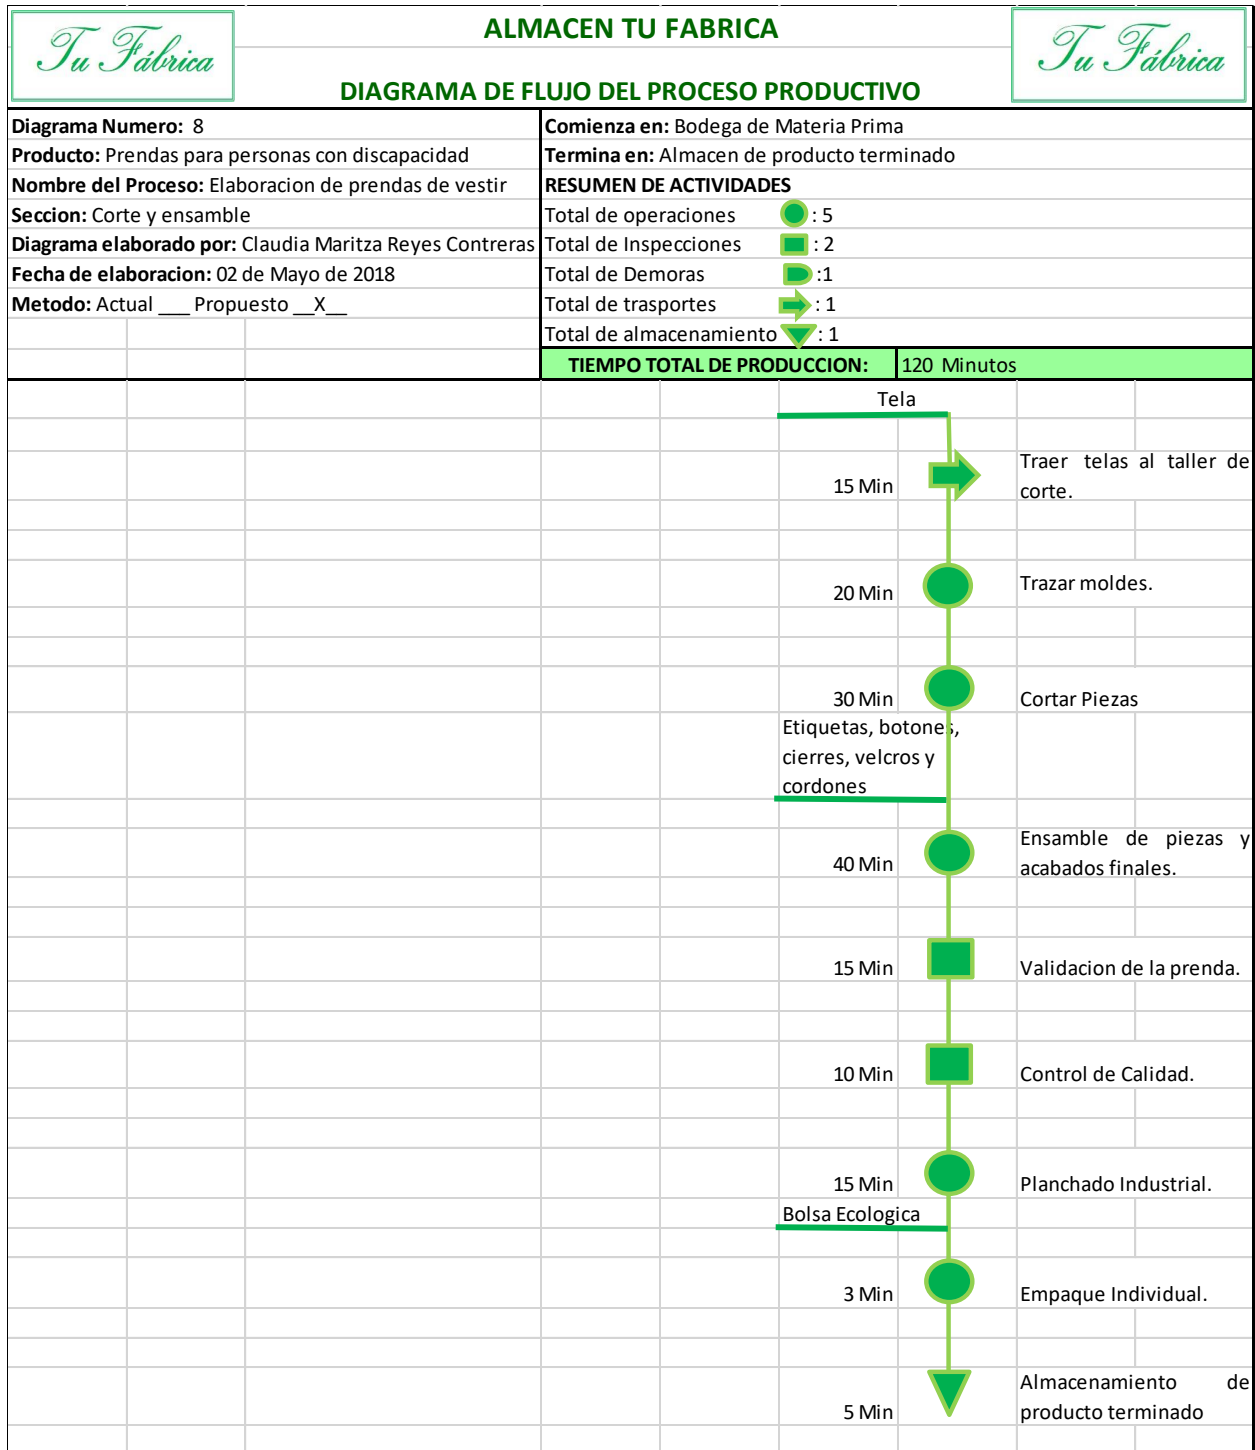 Tu Fábrica
ALMACEN TU FABRICA
Tu Fábrica
DIAGRAMA DE FLUJO DEL PROCESO PRODUCTIVO
Diagrama Numero: 8
Comienza en: Bodega de Materia Prima
Producto: Prendas para personas con discapacidad
Termina en: Almacen de producto terminado
Nombre del Proceso: Elaboracion de prendas de vestir
RESUMEN DE ACTIVIDADES
Seccion: Corte y ensamble
Total de operaciones : 5
Diagrama elaborado por: Claudia Maritza Reyes Contreras
Total de Inspecciones : 2
Fecha de elaboracion: 02 de Mayo de 2018
Total de Demoras :1
Metodo: Actual ___ Propuesto __X__
Total de trasportes : 1
Total de almacenamiento : 1
TIEMPO TOTAL DE PRODUCCION: 120 Minutos
Tela
15 Min
Traer telas al taller de
corte.
20 Min
Trazar moldes.
30 Min
Cortar Piezas
Etiquetas, botones,
cierres, velcros y
cordones
40 Min
Ensamble de piezas y
acabados finales.
15 Min
Validacion de la prenda.
10 Min
Control de Calidad.
15 Min
Planchado Industrial.
Bolsa Ecologica
3 Min
Empaque Individual.
5 Min
Almacenamiento de
producto terminado